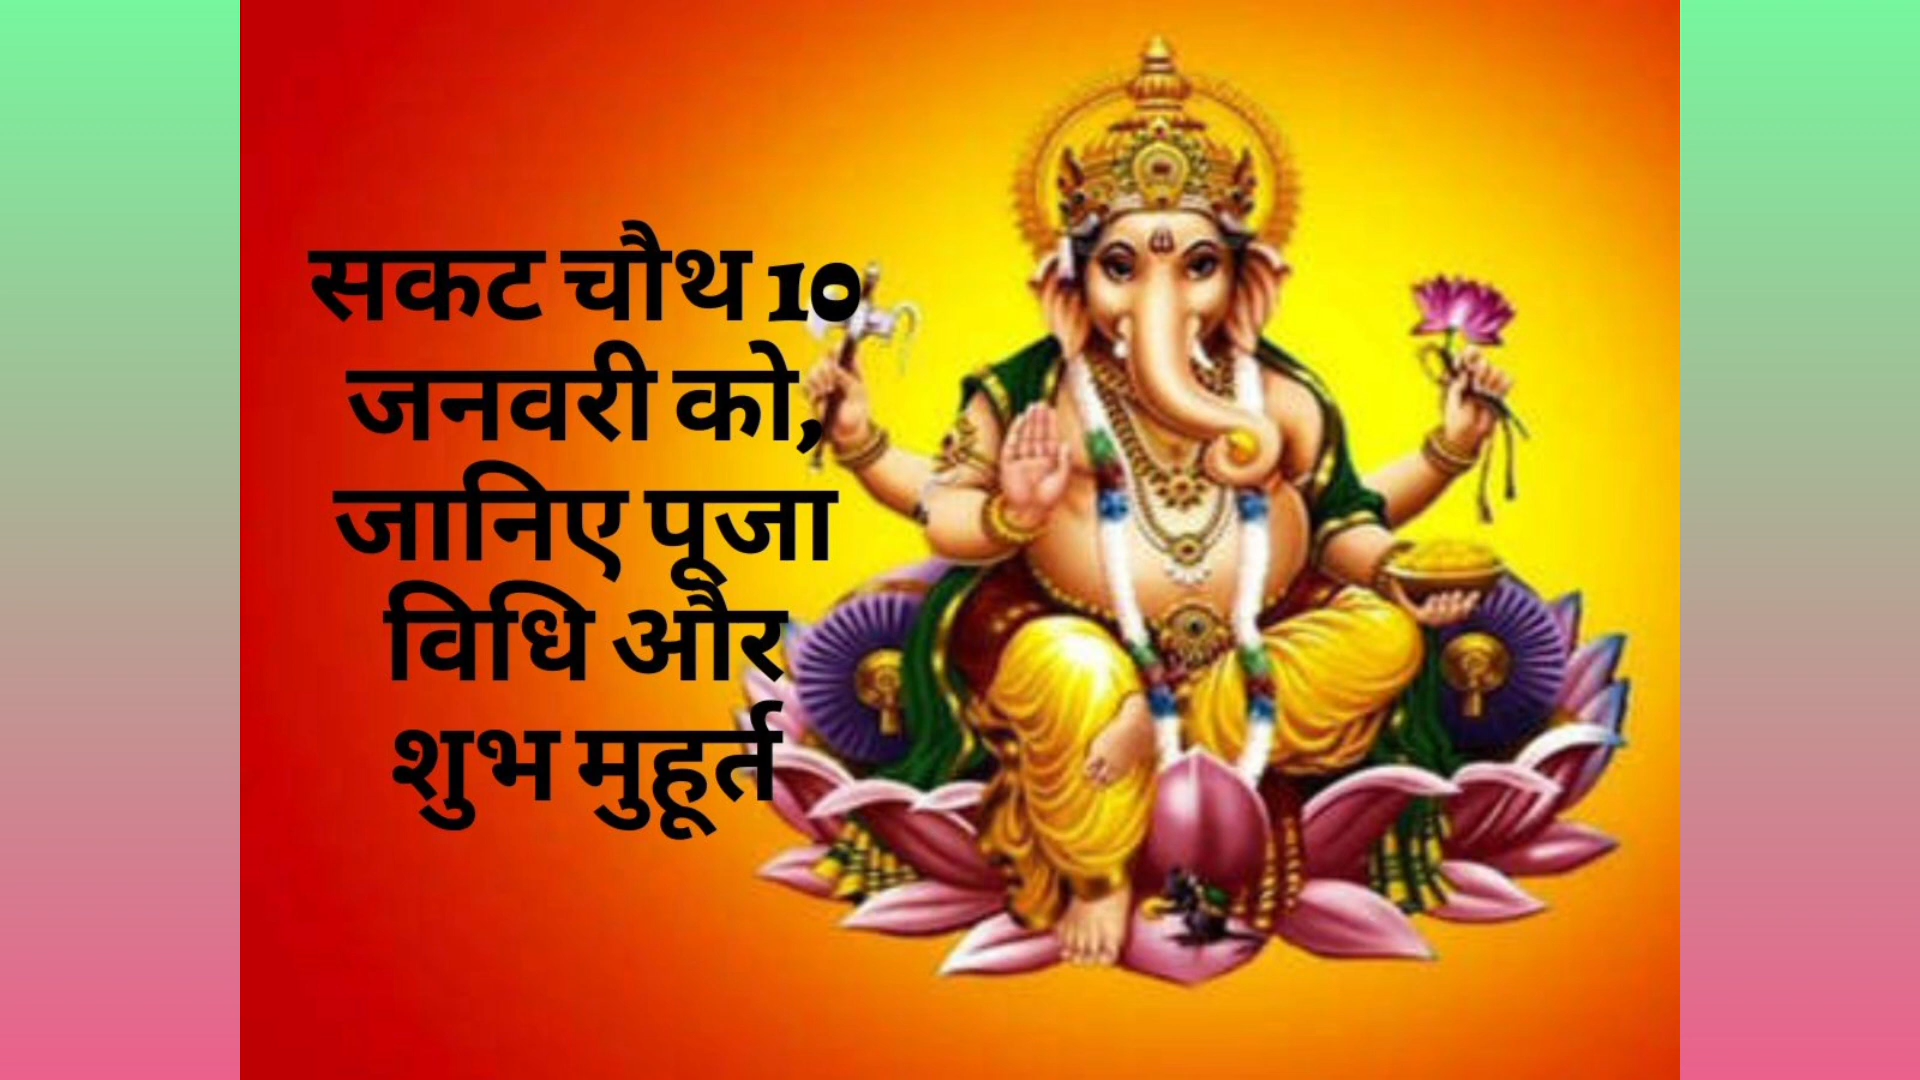 सकट चौथ 10
जनवरी को,
जानिए पूजा
विधि और
शुभ मुहूर्त